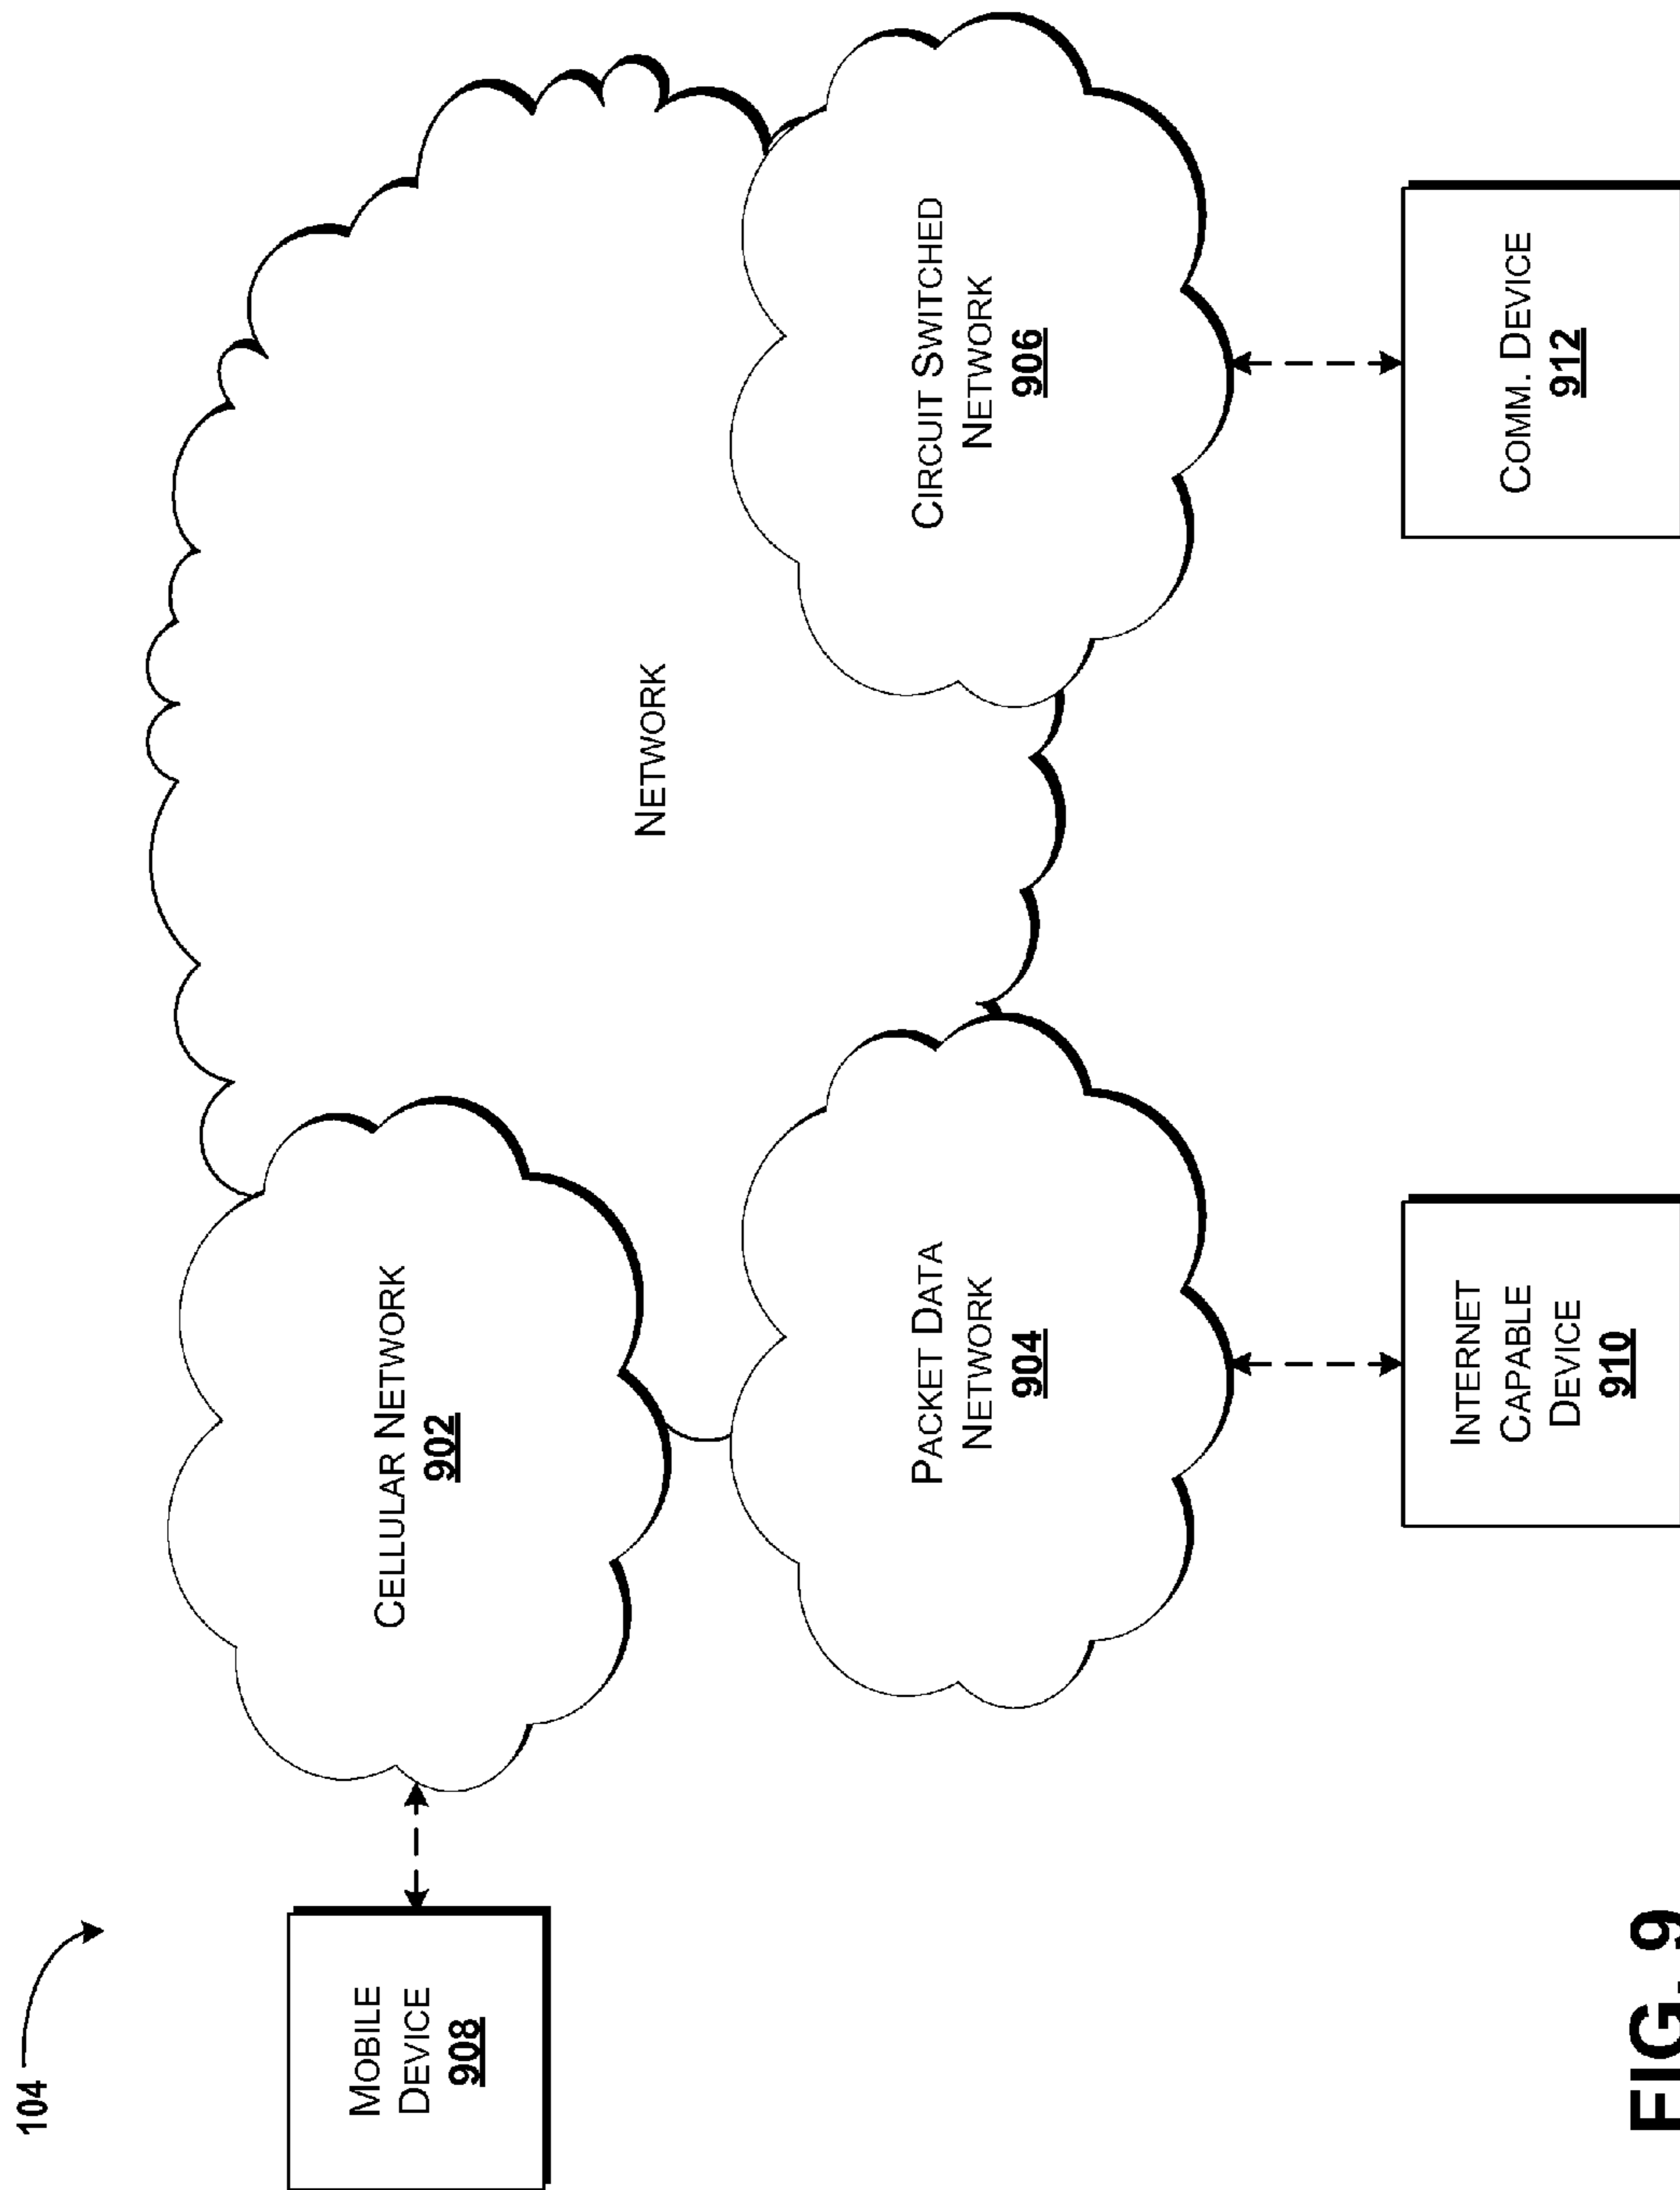 104
MOBILE
DEVICE
908
CELLULAR NETWORK
902
NETWORK
PACKET DATA
NETWORK
904
CIRCUIT SWITCHED
NETWORK
906
INTERNET
CAPABLE
DEVICE
910
COMM. DEVICE
912
FIG. 9